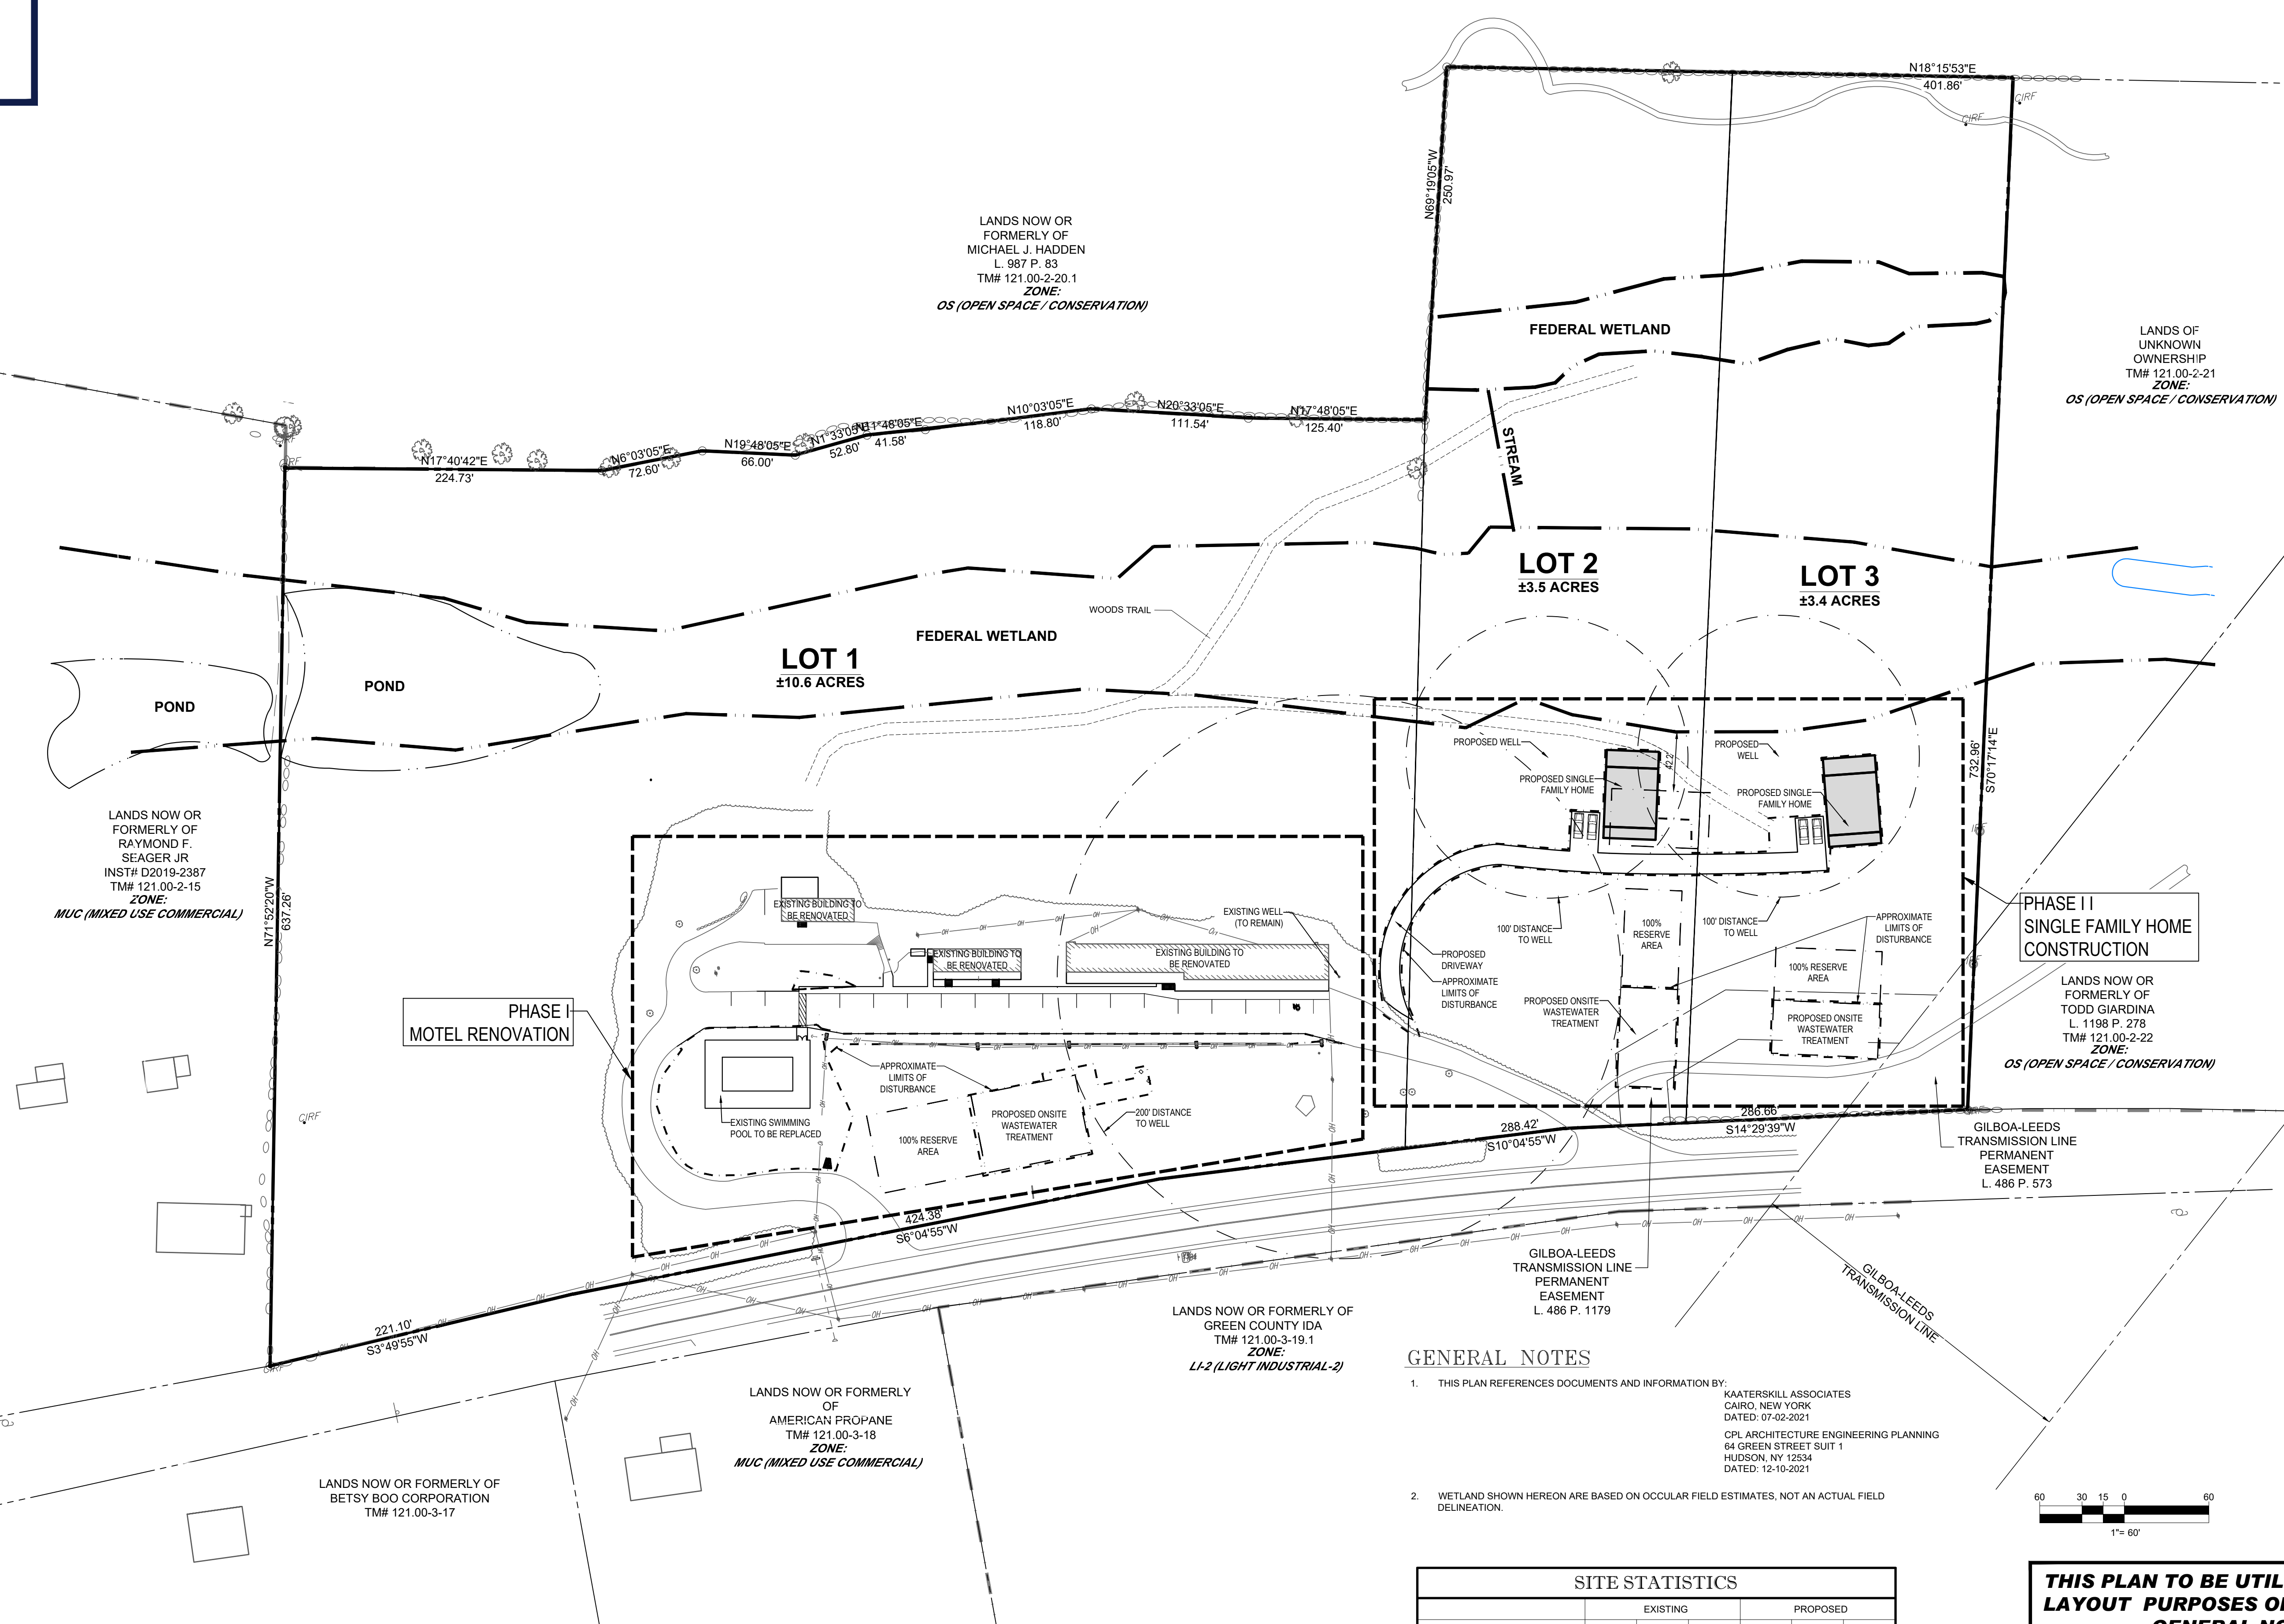 N18°15'53"E
401.86'
CIRF
CIRF
N69°19'05"W
250.97'
LANDS NOW OR
FORMERLY OF
MICHAEL J. HADDEN
L. 987 P. 83
TM# 121.00-2-20.1
ZONE:
OS (OPEN SPACE / CONSERVATION)
FEDERAL WETLAND
LANDS OF
UNKNOWN
OWNERSHIP
TM# 121.00-2-21
ZONE:
OS (OPEN SPACE / CONSERVATION)
N17°40'42"E
224.73'
N6°03'05"E
72.60'
N19°48'05"E
66.00'
N1°33'05"E
52.80'
N11°48'05"E
41.58'
N10°03'05"E
118.80'
N20°33'05"E
111.54'
N17°48'05"E
125.40'
STREAM
LOT 2
±3.5 ACRES
LOT 3
±3.4 ACRES
WOODS TRAIL
FEDERAL WETLAND
LOT 1
±10.6 ACRES
POND
POND
PROPOSED WELL
PROPOSED
WELL
42.2'
PROPOSED SINGLE
FAMILY HOME
PROPOSED SINGLE
FAMILY HOME
732.96'
S70°17'14"E
LANDS NOW OR
FORMERLY OF
RAYMOND F.
SEAGER JR
INST# D2019-2387
TM# 121.00-2-15
ZONE:
MUC (MIXED USE COMMERCIAL)
N71°52'20"W
637.26'
EXISTING BUILDING TO
BE RENOVATED
EXISTING BUILDING TO
BE RENOVATED
EXISTING BUILDING TO
BE RENOVATED
EXISTING WELL
(TO REMAIN)
100' DISTANCE
TO WELL
100%
RESERVE
AREA
100' DISTANCE
TO WELL
APPROXIMATE
LIMITS OF
DISTURBANCE
PHASE I I
SINGLE FAMILY HOME
CONSTRUCTION
PROPOSED
DRIVEWAY
APPROXIMATE
LIMITS OF
DISTURBANCE
100% RESERVE
AREA
PROPOSED ONSITE
WASTEWATER
TREATMENT
PROPOSED ONSITE
WASTEWATER
TREATMENT
LANDS NOW OR
FORMERLY OF
TODD GIARDINA
L. 1198 P. 278
TM# 121.00-2-22
ZONE:
OS (OPEN SPACE / CONSERVATION)
PHASE I
MOTEL RENOVATION
APPROXIMATE
LIMITS OF
DISTURBANCE
EXISTING SWIMMING
POOL TO BE REPLACED
100% RESERVE
AREA
PROPOSED ONSITE
WASTEWATER
TREATMENT
200' DISTANCE
TO WELL
CIRF
288.42'
S10°04'55"W
286.66'
S14°29'39"W
GILBOA-LEEDS
TRANSMISSION LINE
PERMANENT
EASEMENT
L. 486 P. 573
424.38'
S6°04'55"W
221.10'
S3°49'55"W
CIRF
GILBOA-LEEDS
TRANSMISSION LINE
PERMANENT
EASEMENT
L. 486 P. 1179
GILBOA-LEEDS
TRANSMISSION LINE
LANDS NOW OR FORMERLY OF
GREEN COUNTY IDA
TM# 121.00-3-19.1
ZONE:
LI-2 (LIGHT INDUSTRIAL-2)
LANDS NOW OR FORMERLY
OF
AMERICAN PROPANE
TM# 121.00-3-18
ZONE:
MUC (MIXED USE COMMERCIAL)
LANDS NOW OR FORMERLY OF
BETSY BOO CORPORATION
TM# 121.00-3-17
GENERAL NOTES
1. THIS PLAN REFERENCES DOCUMENTS AND INFORMATION BY:
KAATERSKILL ASSOCIATES
CAIRO, NEW YORK
DATED: 07-02-2021
CPL ARCHITECTURE ENGINEERING PLANNING
64 GREEN STREET SUIT 1
HUDSON, NY 12534
DATED: 12-10-2021
2. WETLAND SHOWN HEREON ARE BASED ON OCCULAR FIELD ESTIMATES, NOT AN ACTUAL FIELD
DELINEATION.
60 30 15 0 60
1"= 60'
SITE STATISTICS
EXISTING PROPOSED
THIS PLAN TO BE UTIL
LAYOUT PURPOSES